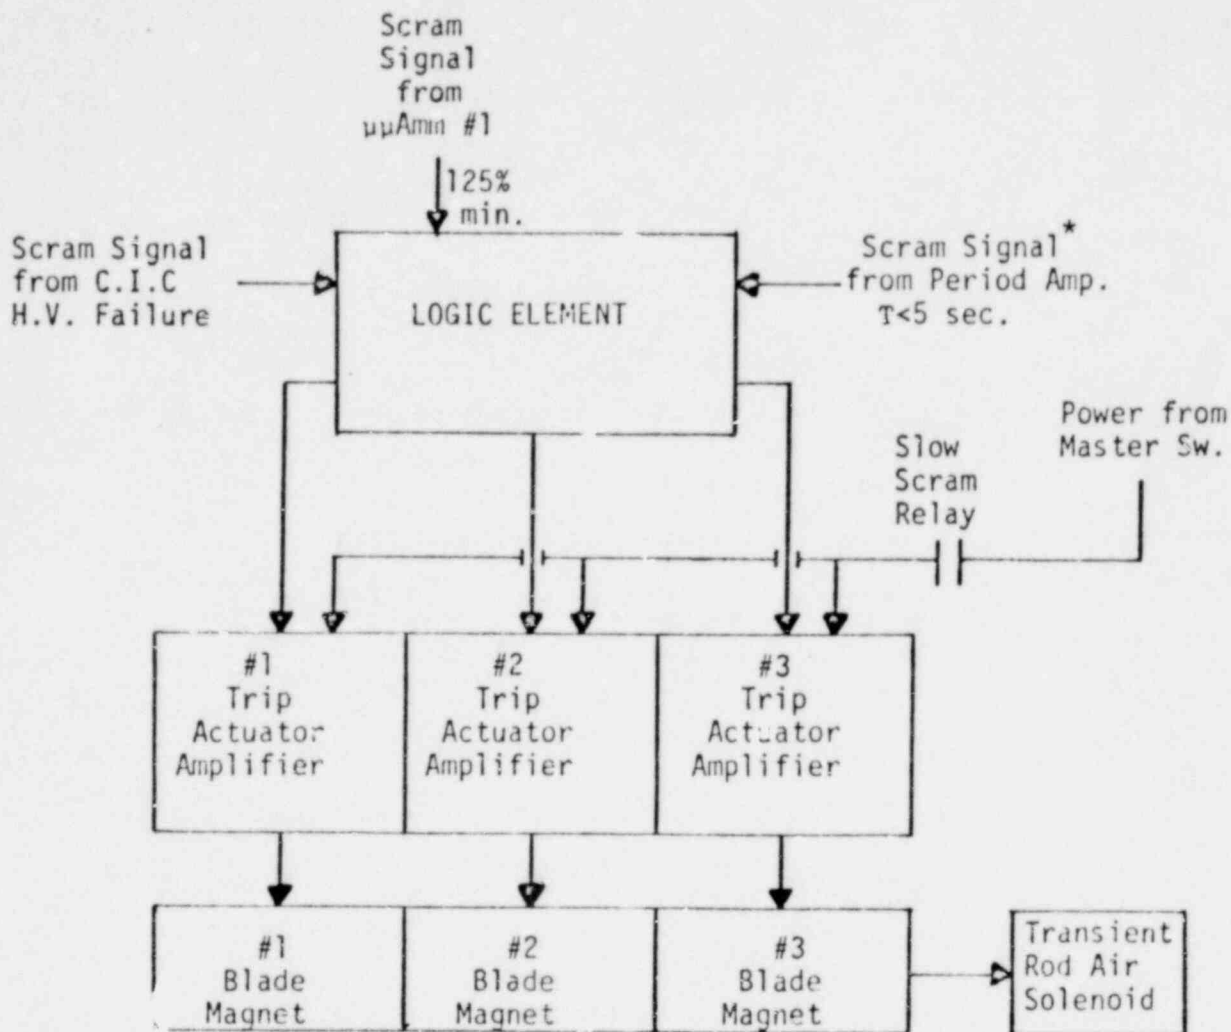 Scram
Signal
from
μμAmm #1
125%
min.
Scram Signal
from C.I.C
H.V. Failure
LOGIC ELEMENT
Scram Signal*
from Period Amp.
T<5 sec.
Power from
Master Sw.
Slow
Scram
Relay
#1
Trip
Actuator
Amplifier
#2
Trip
Actuator
Amplifier
#3
Trip
Actuator
Amplifier
#1
Blade
Magnet
#2
Blade
Magnet
#3
Blade
Magnet
Transient
Rod Air
Solenoid